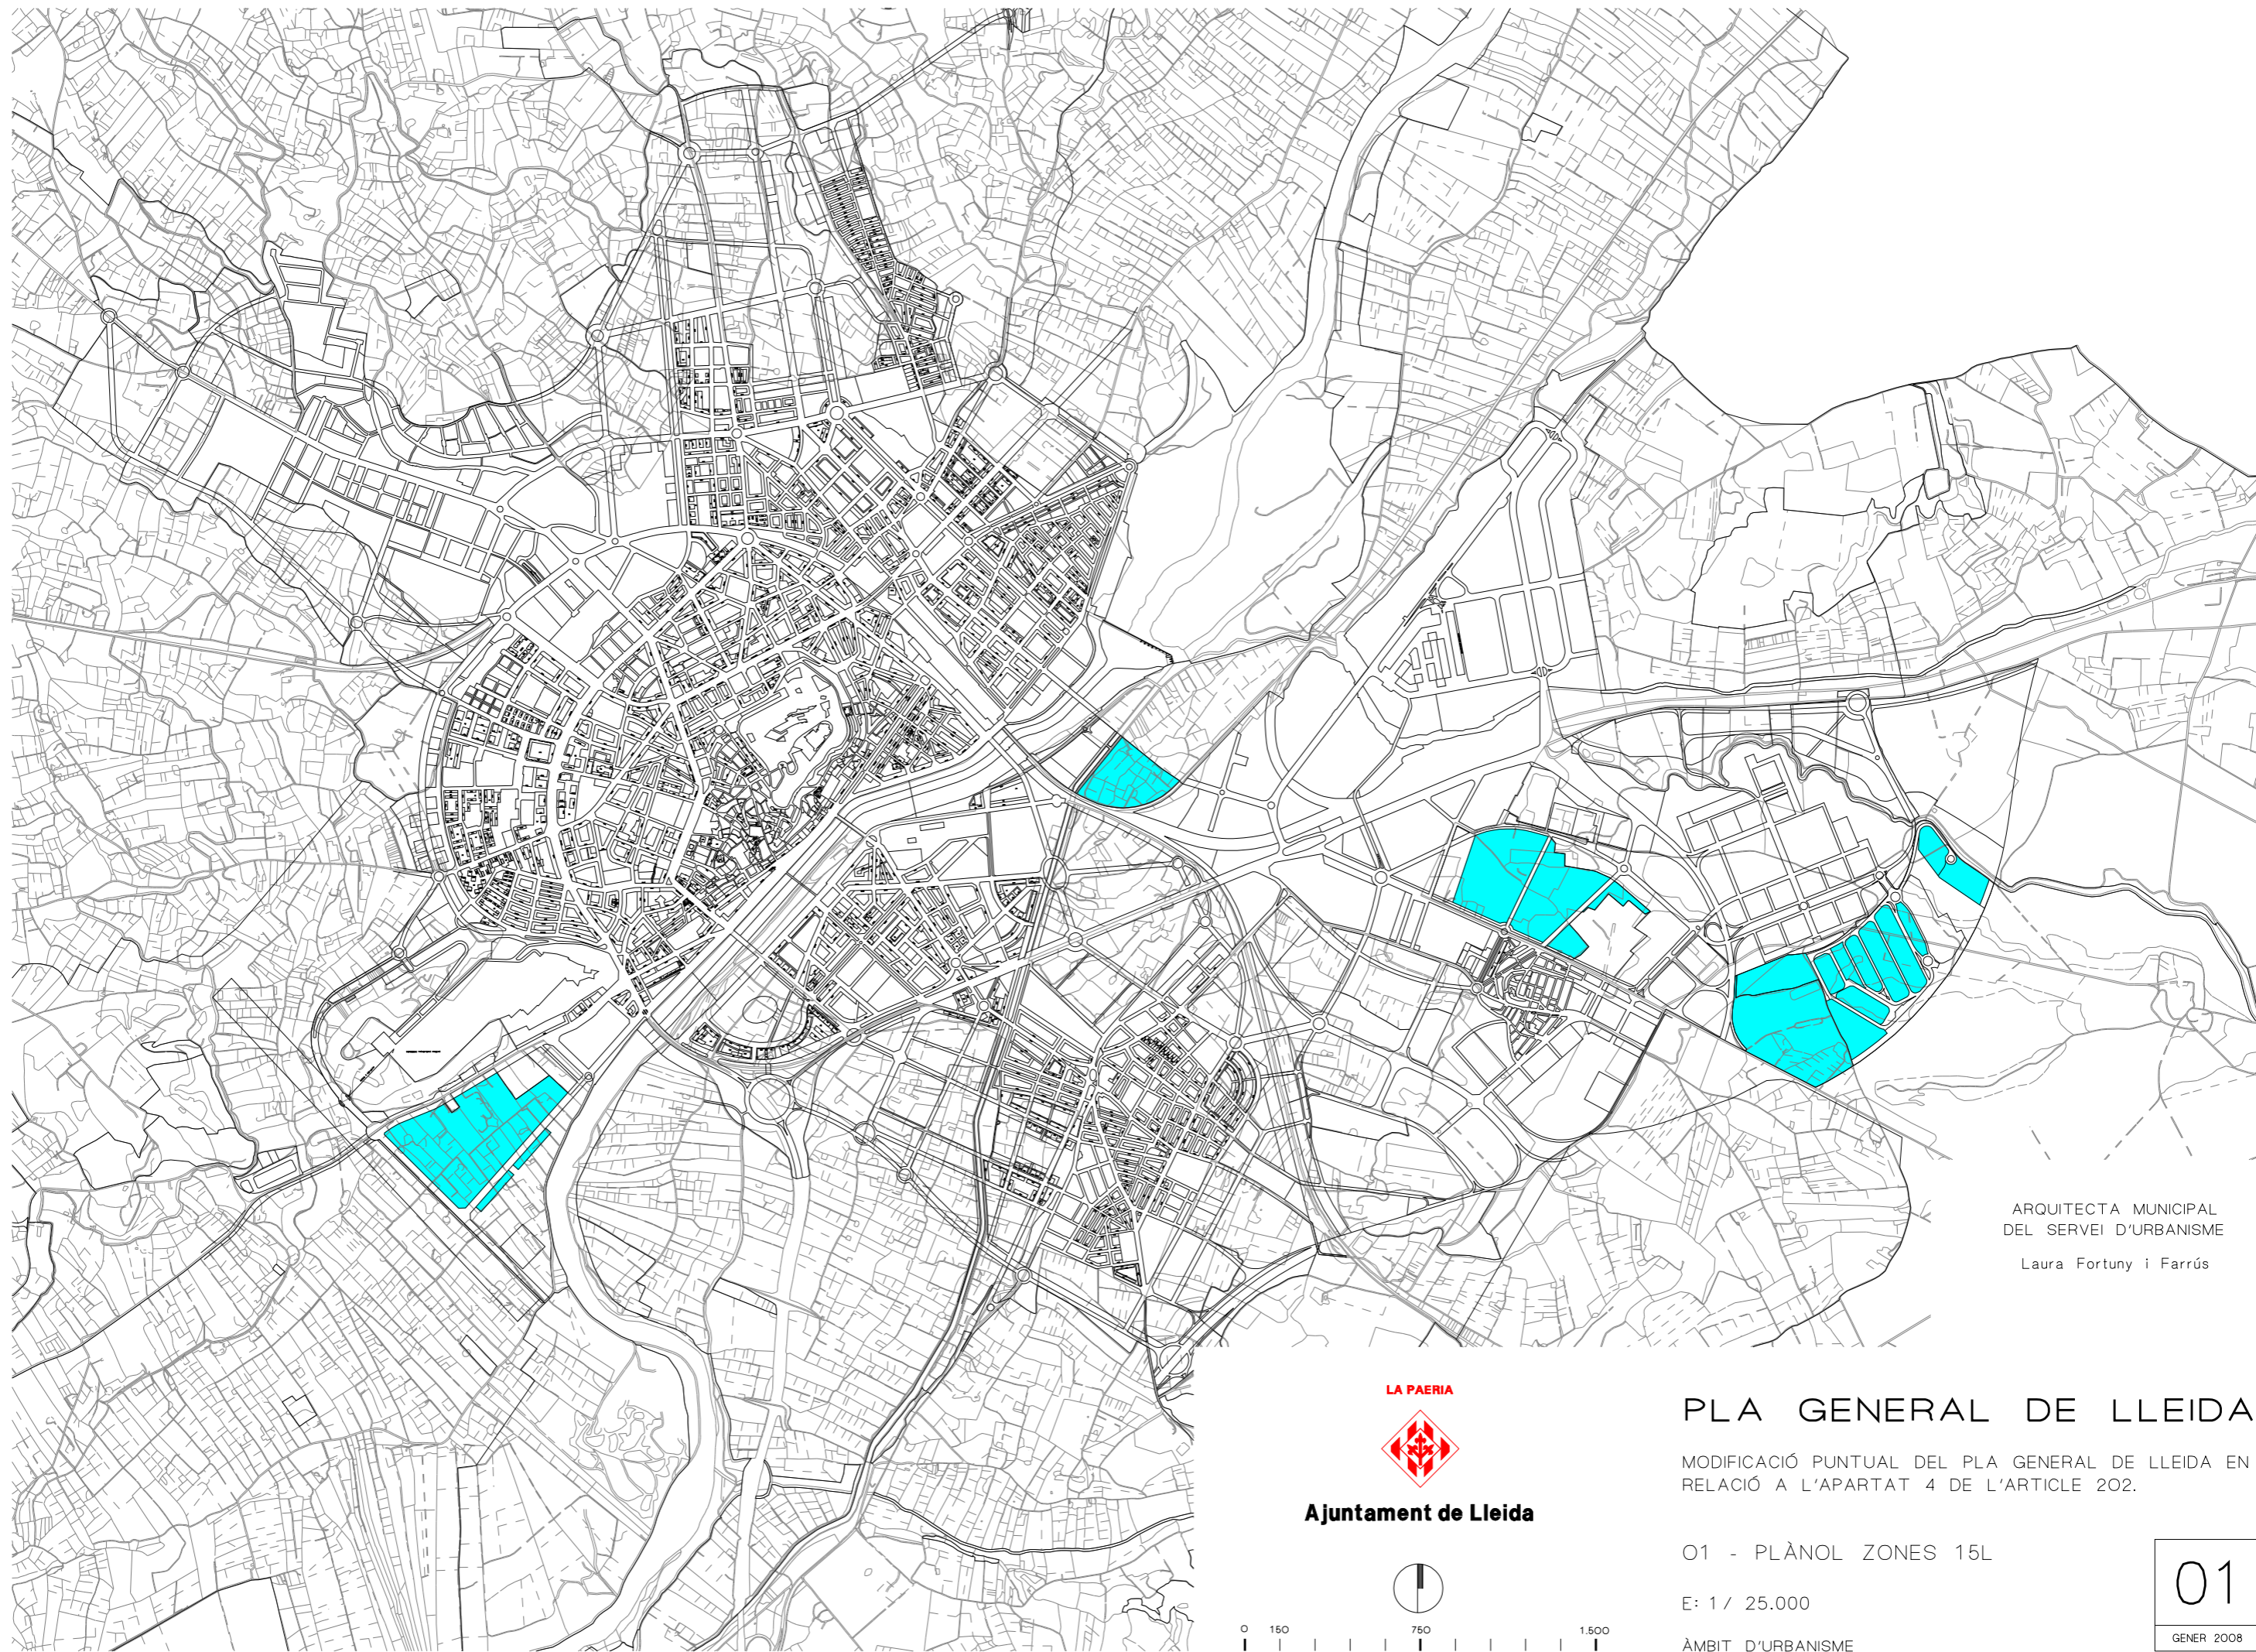 ARQUITECTA MUNICIPAL
DEL SERVEI D'URBANISME
Laura Fortuny i Farrús
LA PAERIA
Ajuntament de Lleida
0 150 750 1.500
PLA GENERAL DE LLEIDA
MODIFICACIÓ PUNTUAL DEL PLA GENERAL DE LLEIDA EN
RELACIÓ A L'APARTAT 4 DE L'ARTICLE 202.
01 - PLÀNOL ZONES 15L
E: 1/ 25.000
ÀMBIT D'URBANISME
01
GENER 2008